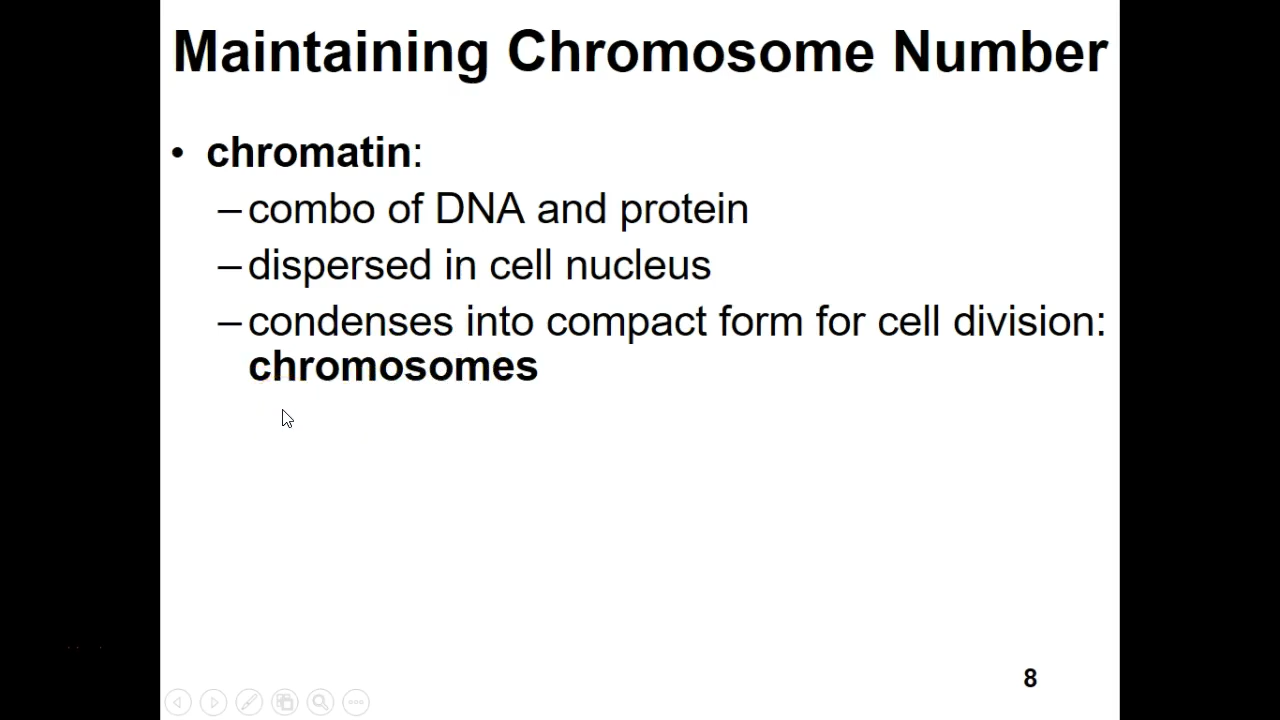 Maintaining Chromosome Number
• chromatin:
–combo of DNA and protein
–dispersed in cell nucleus
–condenses into compact form for cell division:
chromosomes
8